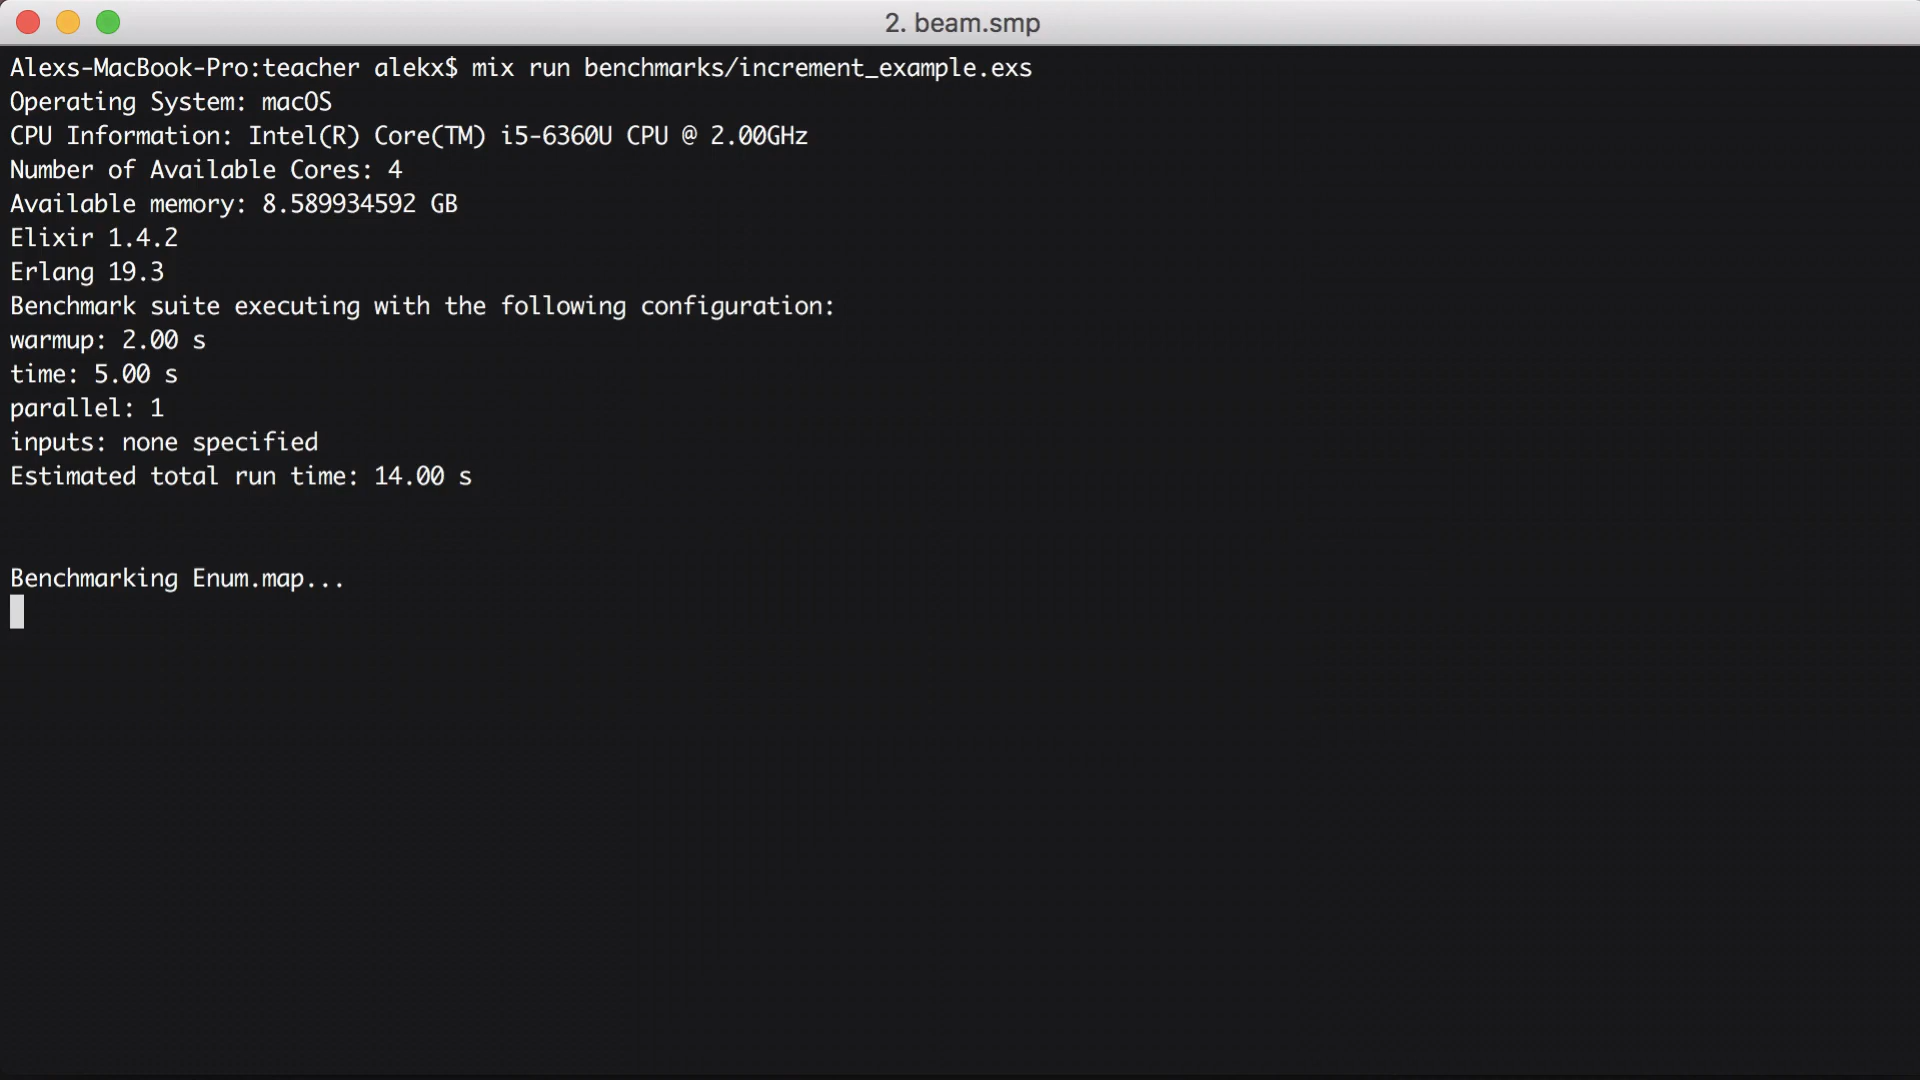 2. beam.smp
Alexs-MacBook-Pro:teacher alekx$ mix run benchmarks/increment_example.exs
Operating System: macOS
CPU Information: Intel(R) Core(TM) i5-6360U CPU @ 2.00GHz
Number of Available Cores: 4
Available memory: 8.589934592 GB
Elixir 1.4.2
Erlang 19.3
Benchmark suite executing with the following configuration:
warmup: 2.00 s
time: 5.00 s
parallel: 1
inputs: none specified
Estimated total run time: 14.00 s
Benchmarking Enum.map...